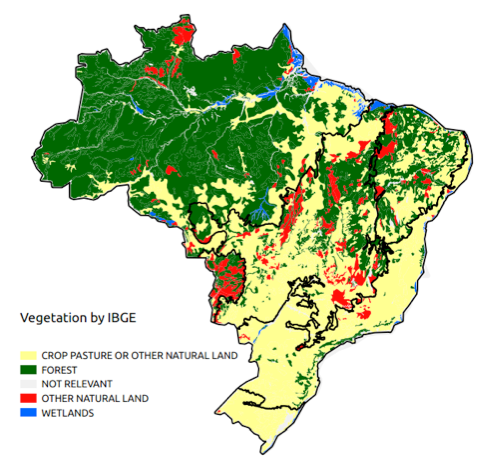 Vegetation by IBGE
CROP PASTURE OR OTHER NATURAL LAND
FOREST
NOT RELEVANT
OTHER NATURAL LAND
WETLANDS